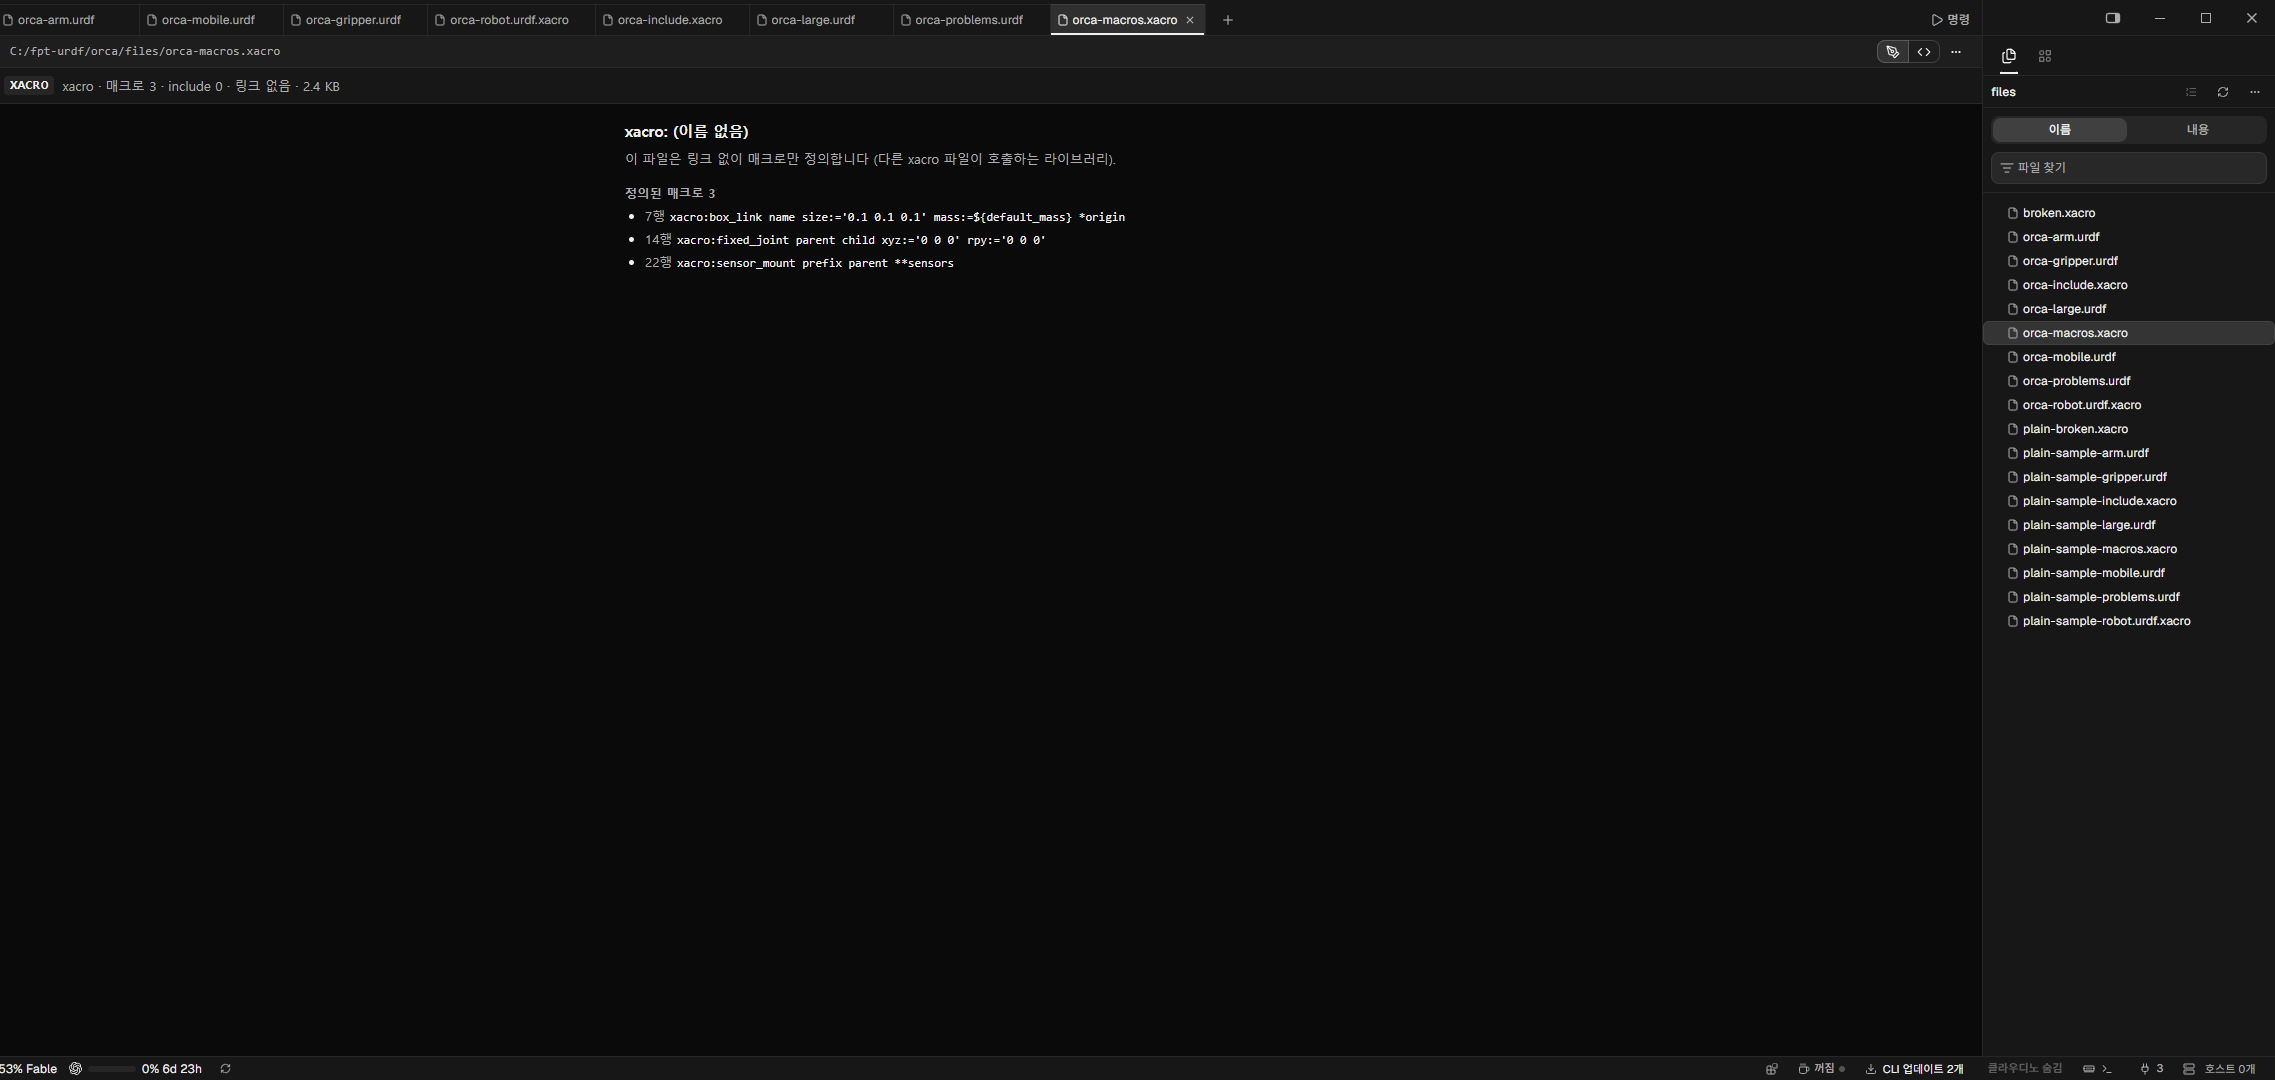 orca-arm.urdf
orca-mobile.urdf
orca-gripper.urdf
orca-robot.urdf.xacro
orca-include.xacro
orca-large.urdf
orca-problems.urdf
orca-macros.xacro
명령
C:/fpt-urdf/orca/files/orca-macros.xacro
XACRO xacro · 매크로 3 · include 0 · 링크 없음 · 2.4 KB
xacro: (이름 없음)
이 파일은 링크 없이 매크로만 정의합니다 (다른 xacro 파일이 호출하는 라이브러리).
정의된 매크로 3
7행 xacro:box_link name size:='0.1 0.1 0.1' mass:=${default_mass} *origin
14행 xacro:fixed_joint parent child xyz:='0 0 0' rpy:='0 0 0'
22행 xacro:sensor_mount prefix parent **sensors
files
이름
내용
파일 찾기
broken.xacro
orca-arm.urdf
orca-gripper.urdf
orca-include.xacro
orca-large.urdf
orca-macros.xacro
orca-mobile.urdf
orca-problems.urdf
orca-robot.urdf.xacro
plain-broken.xacro
plain-sample-arm.urdf
plain-sample-gripper.urdf
plain-sample-include.xacro
plain-sample-large.urdf
plain-sample-macros.xacro
plain-sample-mobile.urdf
plain-sample-problems.urdf
plain-sample-robot.urdf.xacro
53% Fable
0% 6d 23h
꺼짐
CLI 업데이트 2개
클라우디노 숨김
3
호스트 0개